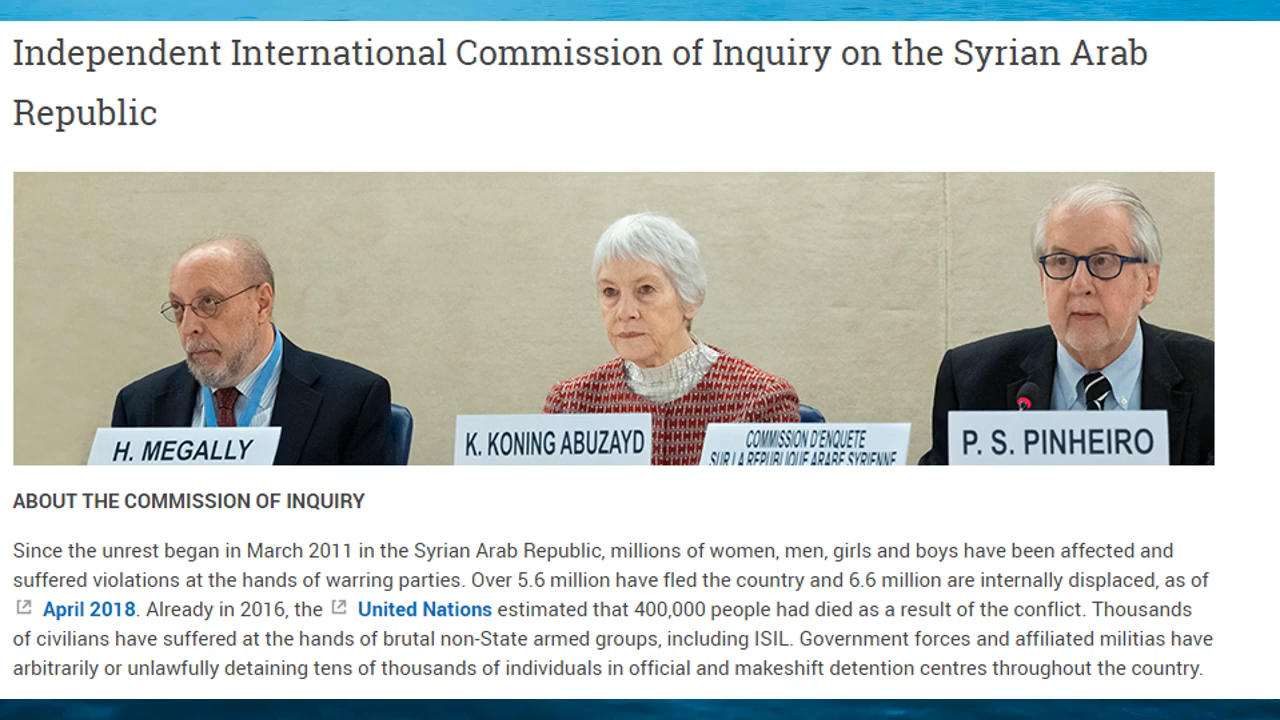 Independent International Commission of Inquiry on the Syrian Arab
Republic
H. MEGALLY
K. KONING ABUZAYD
COMMISSION D'ENQUETE
SUR LA REPUBLIQUE ARABE SYRIENNE
P. S. PINHEIRO
ABOUT THE COMMISSION OF INQUIRY
Since the unrest began in March 2011 in the Syrian Arab Republic, millions of women, men, girls and boys have been affected and
suffered violations at the hands of warring parties. Over 5.6 million have fled the country and 6.6 million are internally displaced, as of
April 2018. Already in 2016, the United Nations estimated that 400,000 people had died as a result of the conflict. Thousands
of civilians have suffered at the hands of brutal non-State armed groups, including ISIL. Government forces and affiliated militias have
arbitrarily or unlawfully detaining tens of thousands of individuals in official and makeshift detention centres throughout the country.